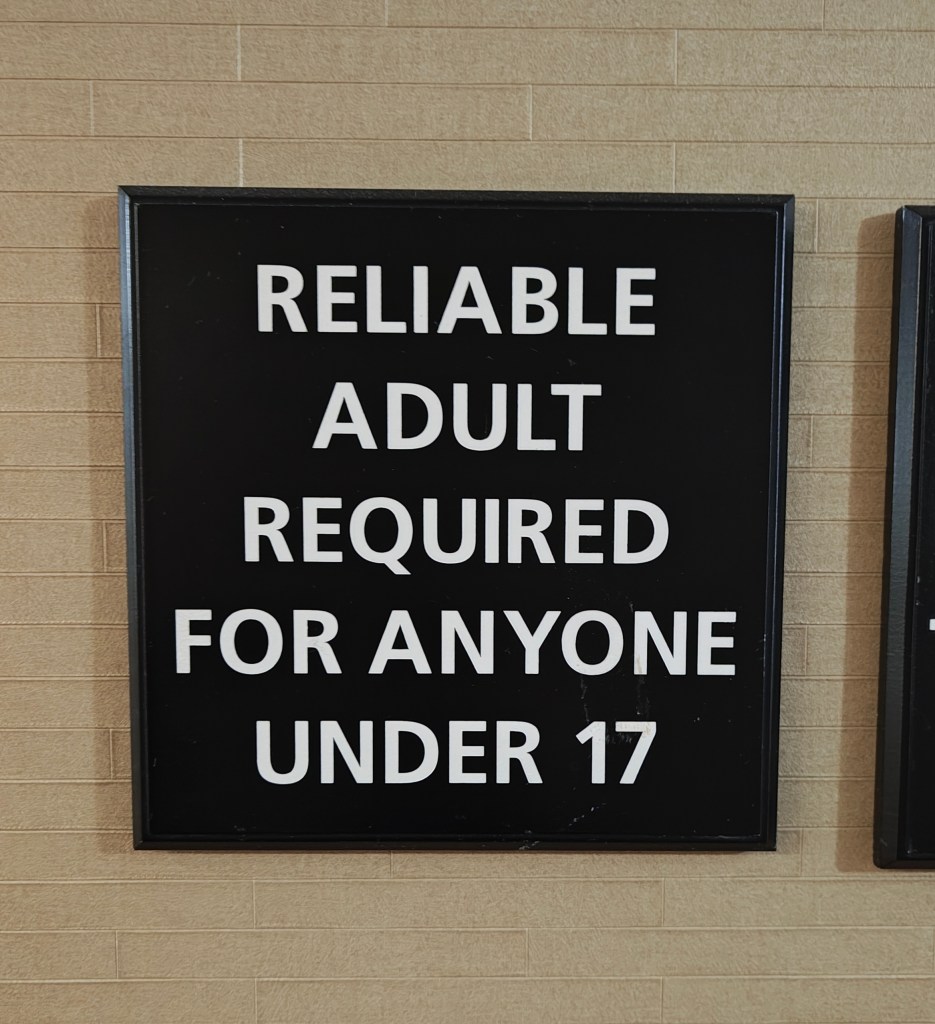 RELIABLE
ADULT
REQUIRED
FOR ANYONE
UNDER 17